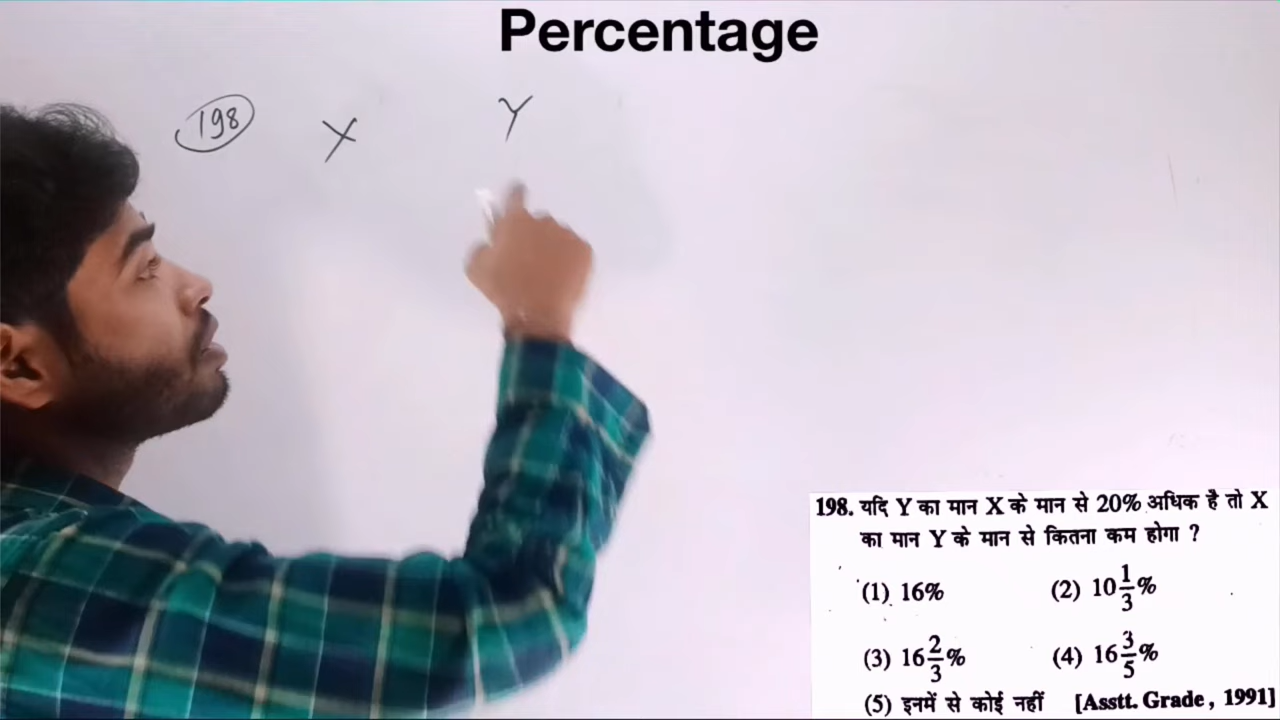 Percentage
198 X Y
198. यदि Y का मान X के मान से 20% अधिक है तो X
का मान Y के मान से कितना कम होगा ?
(1) 16% (2) 10 1/3%
(3) 16 2/3% (4) 16 3/5%
(5) इनमें से कोई नहीं [Asstt. Grade, 1991]